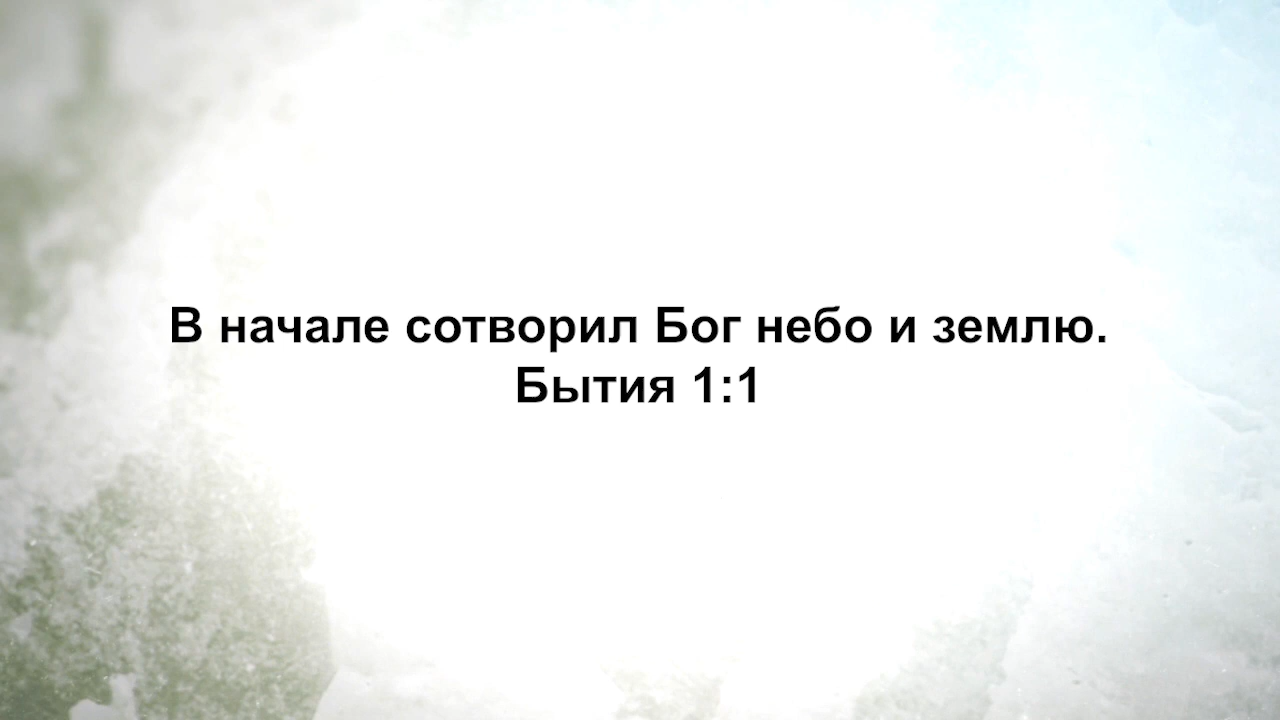 В начале сотворил Бог небо и землю.
Бытия 1:1